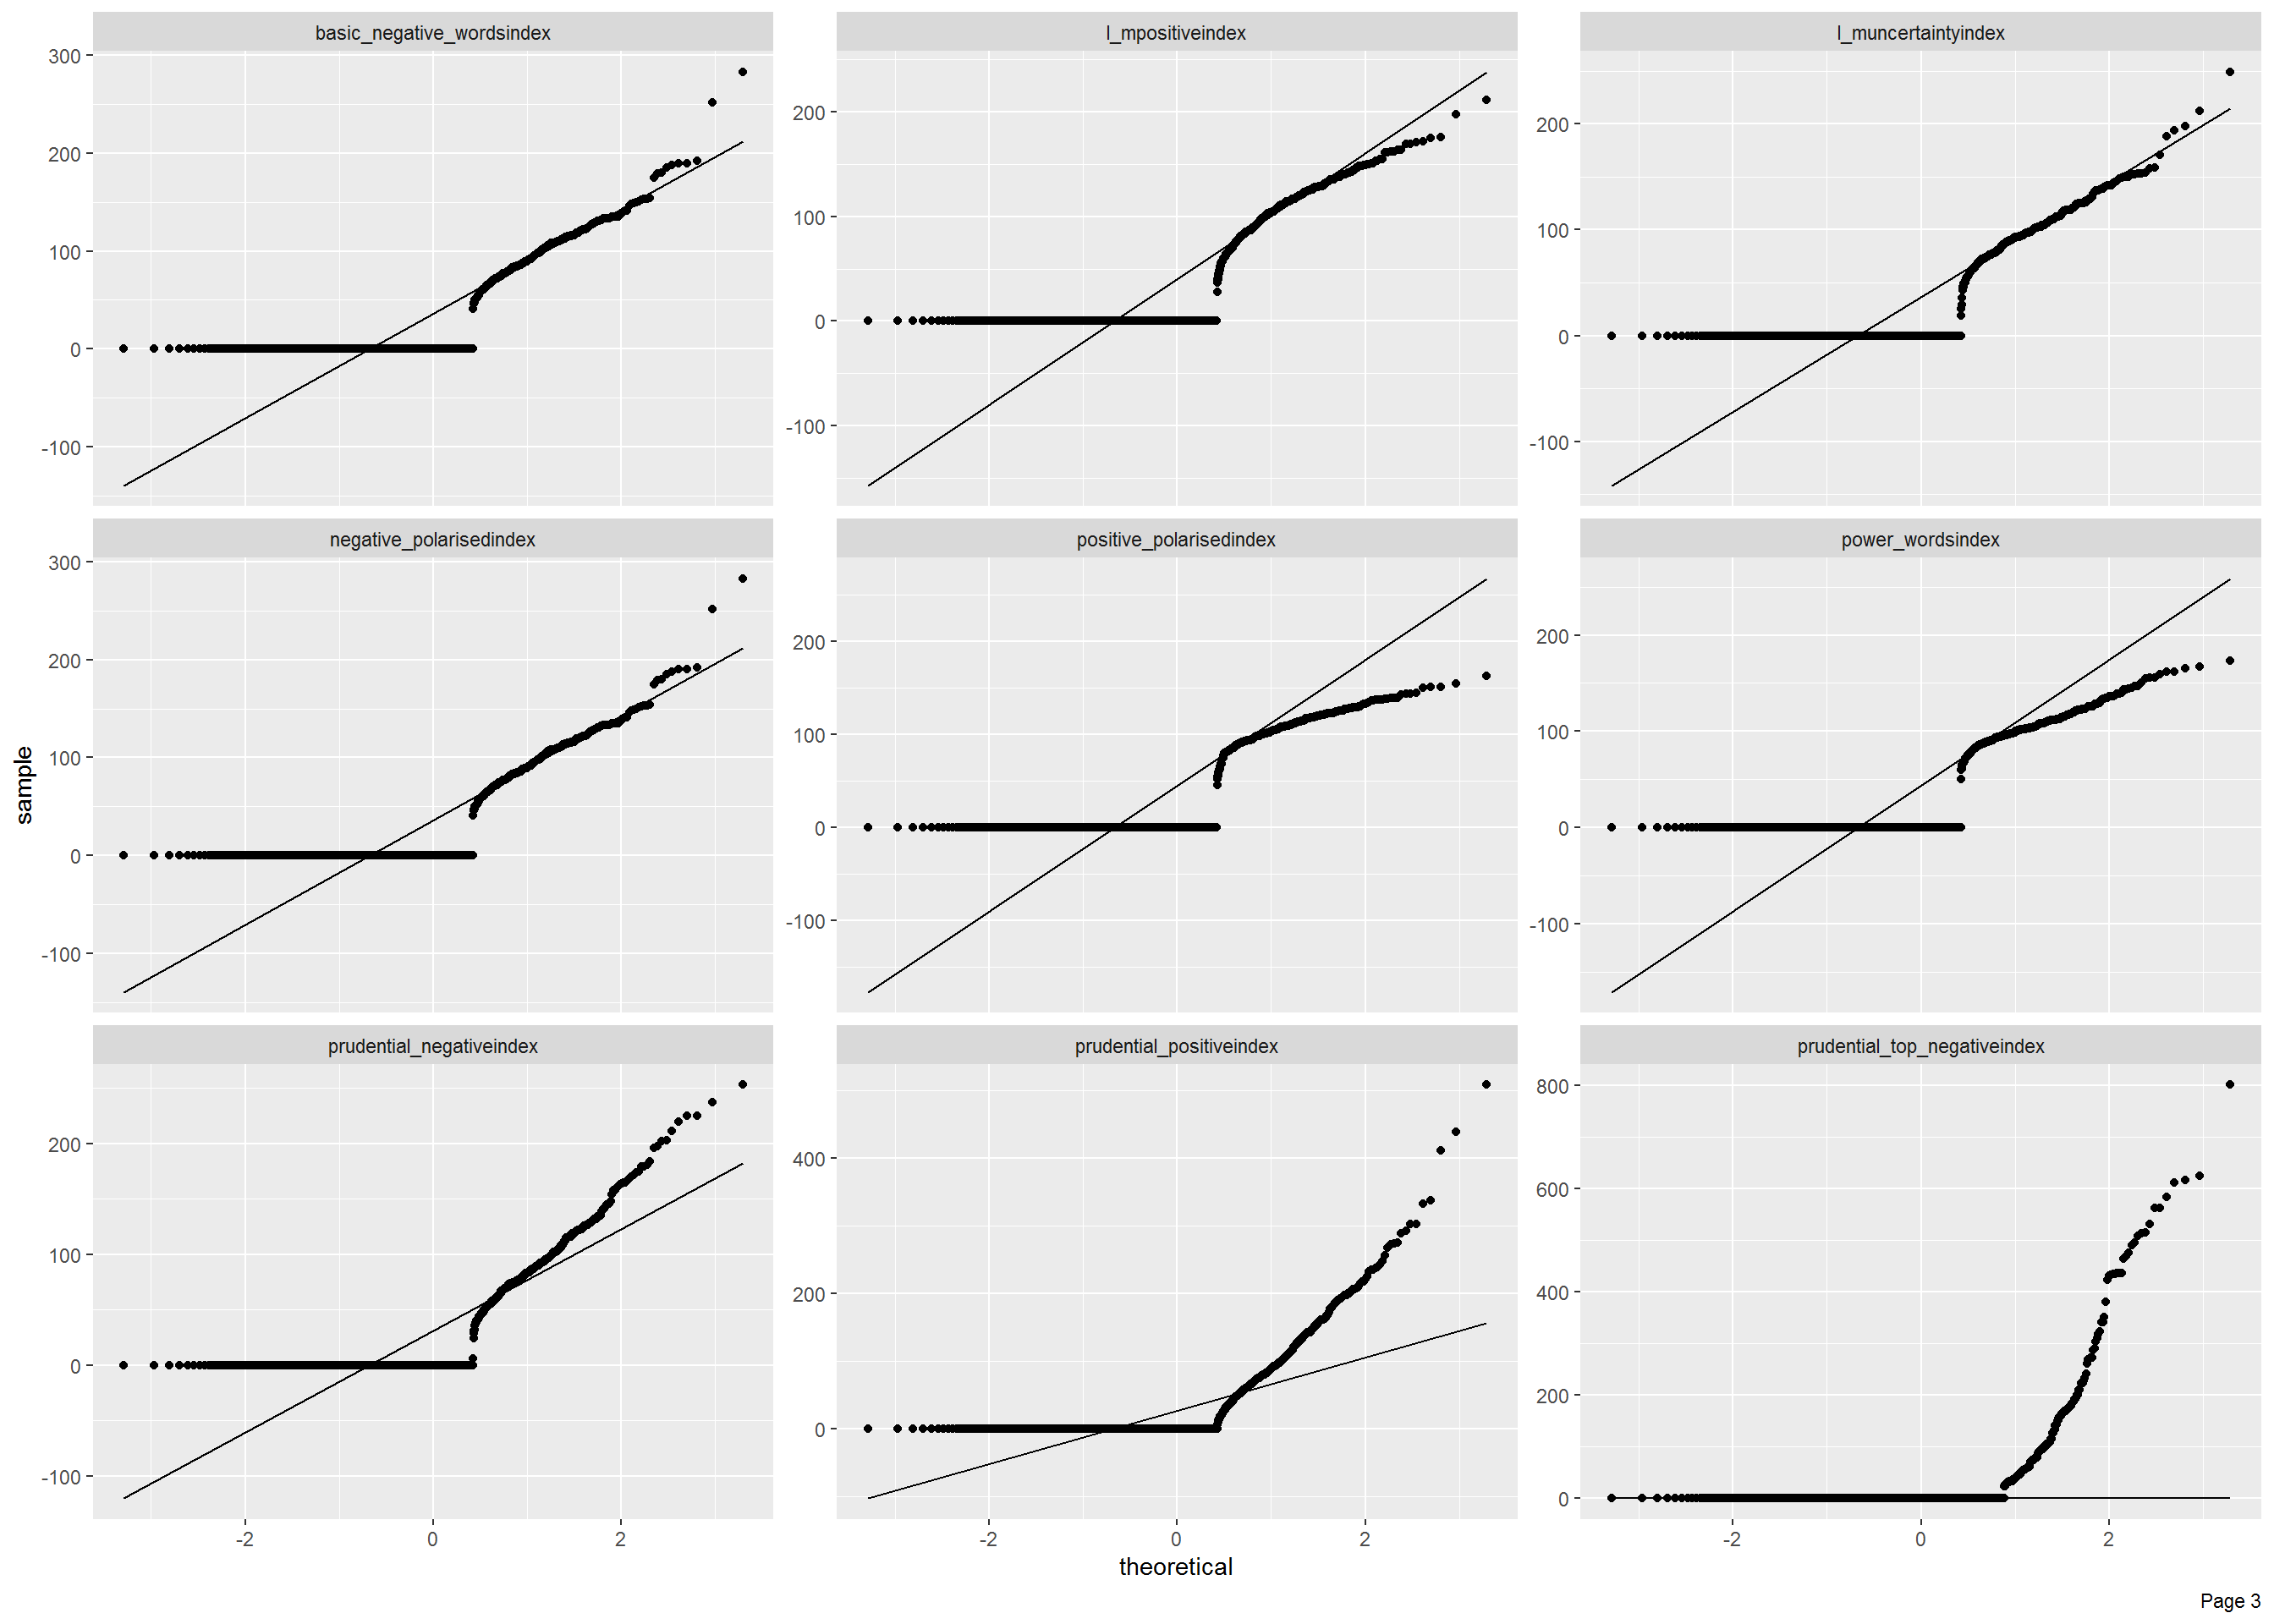 basic_negative_wordsindex
l_mpositiveindex
l_muncertaintyindex
300
200
100
0
-100
200
100
0
-100
200
100
0
-100
negative_polarisedindex
positive_polarisedindex
power_wordsindex
300
200
100
0
-100
200
100
0
-100
200
100
0
-100
sample
prudential_negativeindex
prudential_positiveindex
prudential_top_negativeindex
200
100
0
-100
400
200
0
800
600
400
200
0
-2 0 2
-2 0 2
-2 0 2
theoretical
Page 3